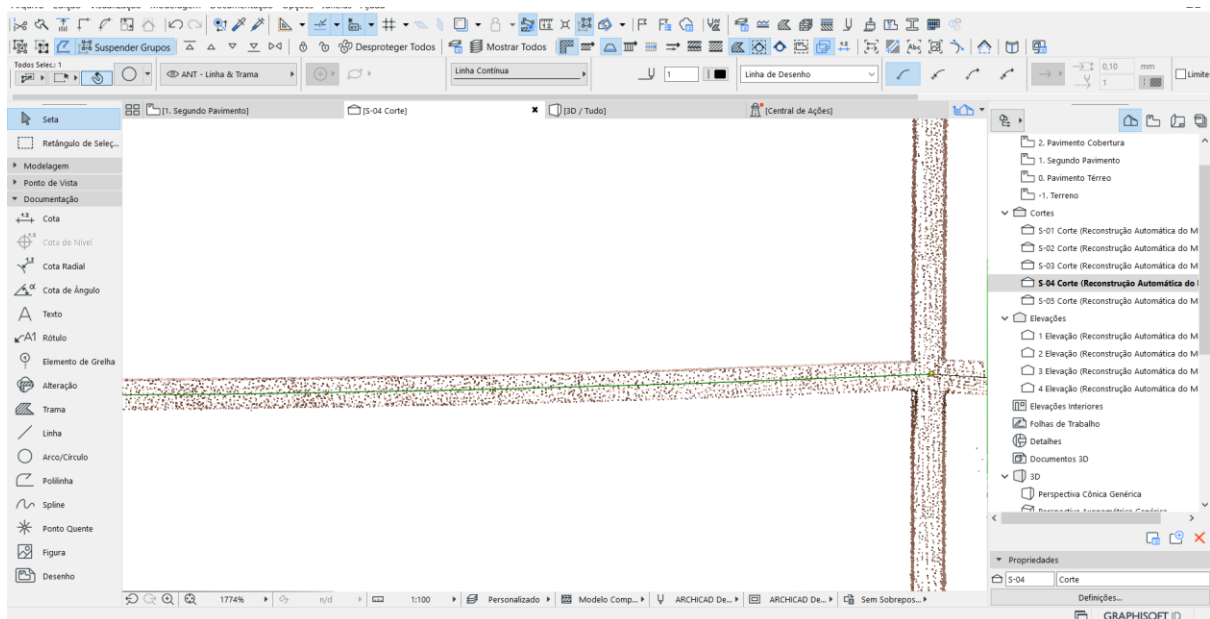 Suspender Grupos
Desproteger Todos
Mostrar Todos
Todos Selec.: 1
ANT - Linha & Trama
Linha Contínua
1
Linha de Desenho
0,10 mm
1
Limite
[1. Segundo Pavimento]
[S-04 Corte]
[3D / Tudo]
[Central de Ações]
Seta
Retângulo de Seleç...
Modelagem
Ponto de Vista
Documentação
Cota
Cota de Nível
Cota Radial
Cota de Ângulo
Texto
A1 Rótulo
Elemento de Grelha
Alteração
Trama
Linha
Arco/Círculo
Polilinha
Spline
Ponto Quente
Figura
Desenho
2. Pavimento Cobertura
1. Segundo Pavimento
0. Pavimento Térreo
-1. Terreno
Cortes
S-01 Corte (Reconstrução Automática do M
S-02 Corte (Reconstrução Automática do M
S-03 Corte (Reconstrução Automática do M
S-04 Corte (Reconstrução Automática do
S-05 Corte (Reconstrução Automática do M
Elevações
1 Elevação (Reconstrução Automática do M
2 Elevação (Reconstrução Automática do M
3 Elevação (Reconstrução Automática do M
4 Elevação (Reconstrução Automática do M
Elevações Interiores
Folhas de Trabalho
Detalhes
Documentos 3D
3D
Perspectiva Cônica Genérica
Propriedades
S-04
Corte
Definições...
1774%
n/d
1:100
Personalizado
Modelo Comp...
ARCHICAD De...
ARCHICAD De...
Sem Sobrepos...
GRAPHISOFT ID